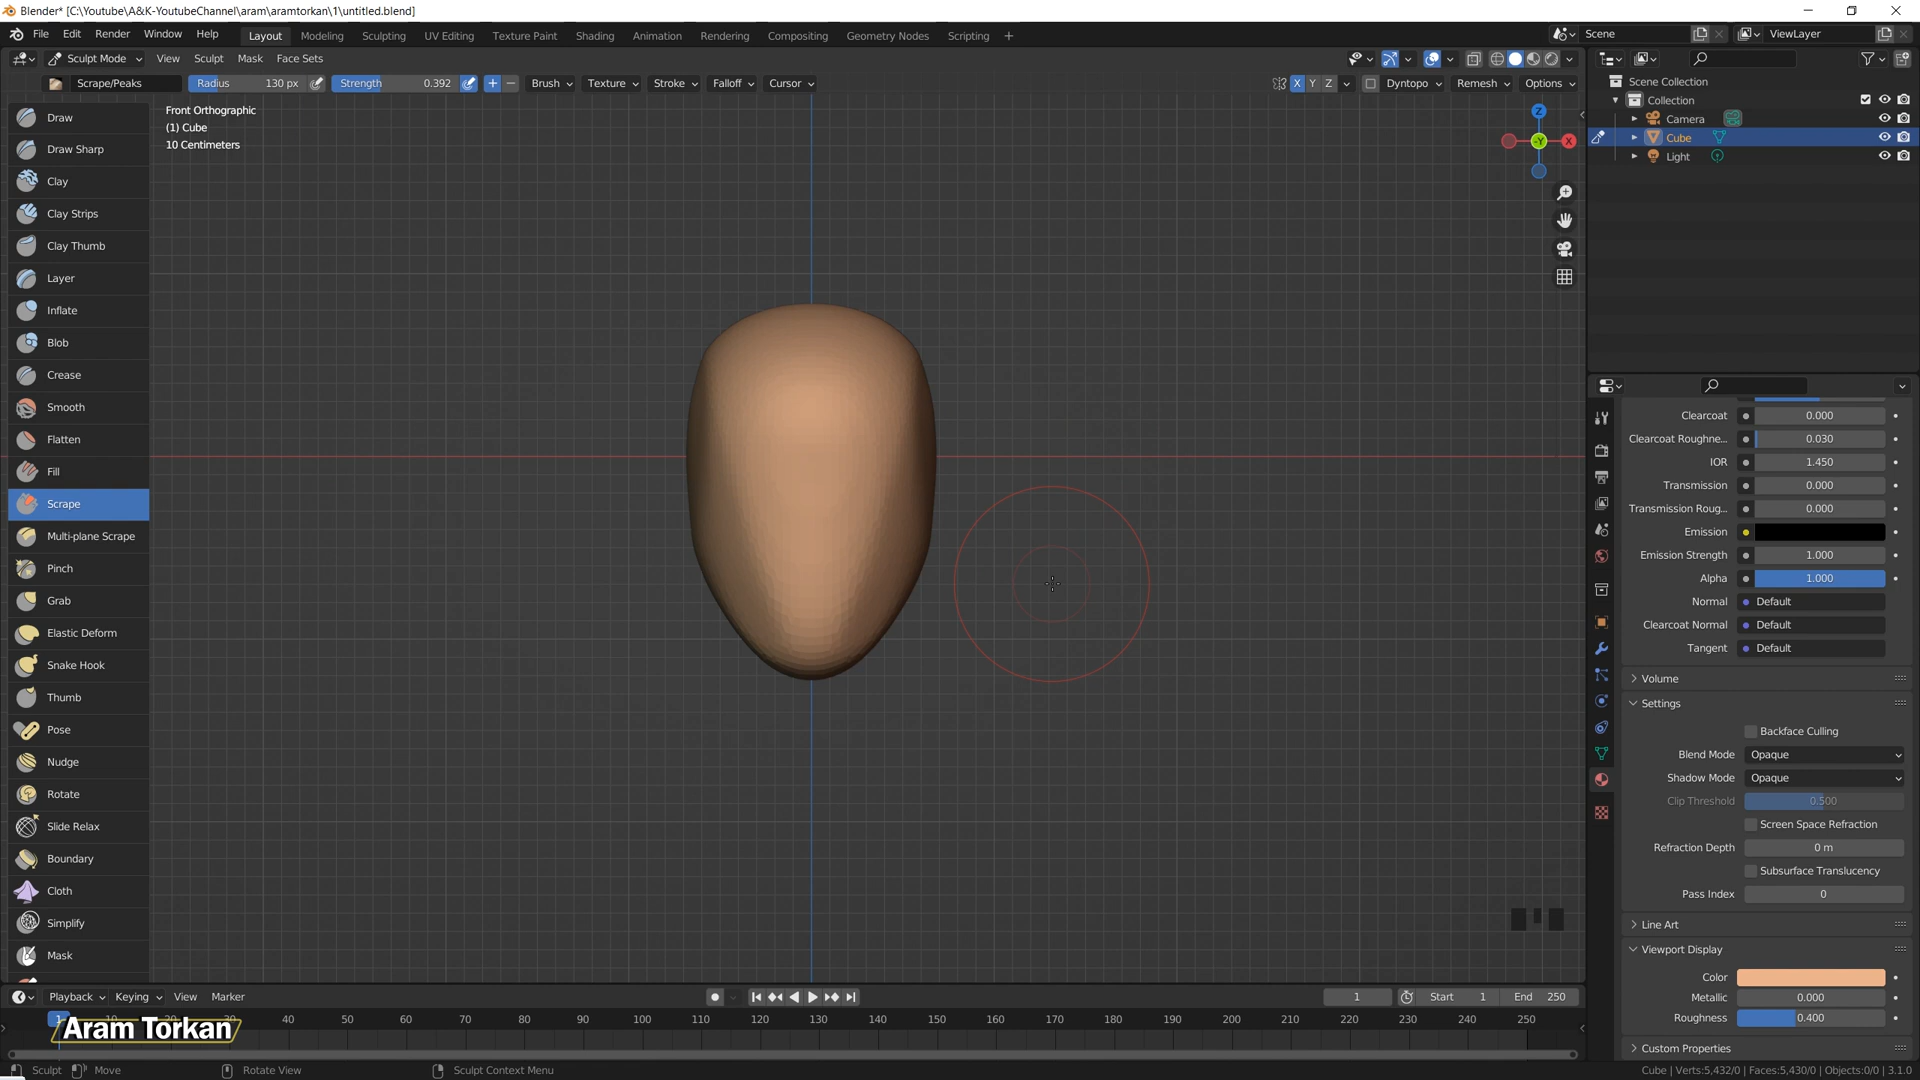 Blender* [C:\Youtube\A&K-YoutubeChannel\aram\aramtorkan\1\untitled.blend]
File Edit Render Window Help Layout Modeling Sculpting UV Editing Texture Paint Shading Animation Rendering Compositing Geometry Nodes Scripting + Scene ViewLayer
Sculpt Mode View Sculpt Mask Face Sets
Scrape/Peaks Radius 130 px Strength 0.392 Brush Texture Stroke Falloff Cursor X Y Z Dyntopo Remesh Options
Front Orthographic
(1) Cube
10 Centimeters
Z
-Y
X
Draw
Draw Sharp
Clay
Clay Strips
Clay Thumb
Layer
Inflate
Blob
Crease
Smooth
Flatten
Fill
Scrape
Multi-plane Scrape
Pinch
Grab
Elastic Deform
Snake Hook
Thumb
Pose
Nudge
Rotate
Slide Relax
Boundary
Cloth
Simplify
Mask
Scene Collection
Collection
Camera
Cube
Light
Clearcoat 0.000
Clearcoat Roughne... 0.030
IOR 1.450
Transmission 0.000
Transmission Roug... 0.000
Emission
Emission Strength 1.000
Alpha 1.000
Normal Default
Clearcoat Normal Default
Tangent Default
Volume
Settings
Backface Culling
Blend Mode Opaque
Shadow Mode Opaque
Clip Threshold 0.500
Screen Space Refraction
Refraction Depth 0 m
Subsurface Translucency
Pass Index 0
Line Art
Viewport Display
Color
Metallic 0.000
Roughness 0.400
Custom Properties
Playback Keying View Marker 1 Start 1 End 250
1 40 50 60 70 80 90 100 110 120 130 140 150 160 170 180 190 200 210 220 230 240 250
Aram Torkan
Sculpt Move Rotate View Sculpt Context Menu Cube | Verts:5,432/0 | Faces:5,430/0 | Objects:0/0 | 3.1.0